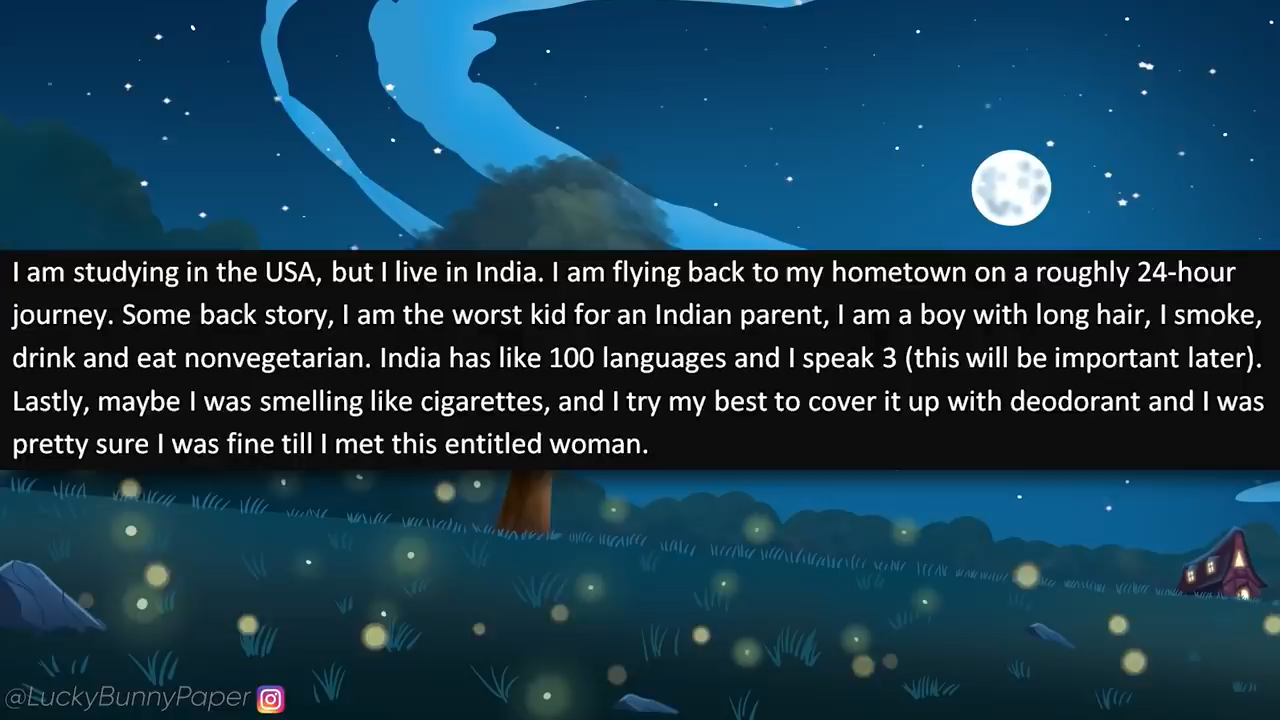 I am studying in the USA, but I live in India. I am flying back to my hometown on a roughly 24-hour
journey. Some back story, I am the worst kid for an Indian parent, I am a boy with long hair, I smoke,
drink and eat nonvegetarian. India has like 100 languages and I speak 3 (this will be important later).
Lastly, maybe I was smelling like cigarettes, and I try my best to cover it up with deodorant and I was
pretty sure I was fine till I met this entitled woman.
@LuckyBunnyPaper